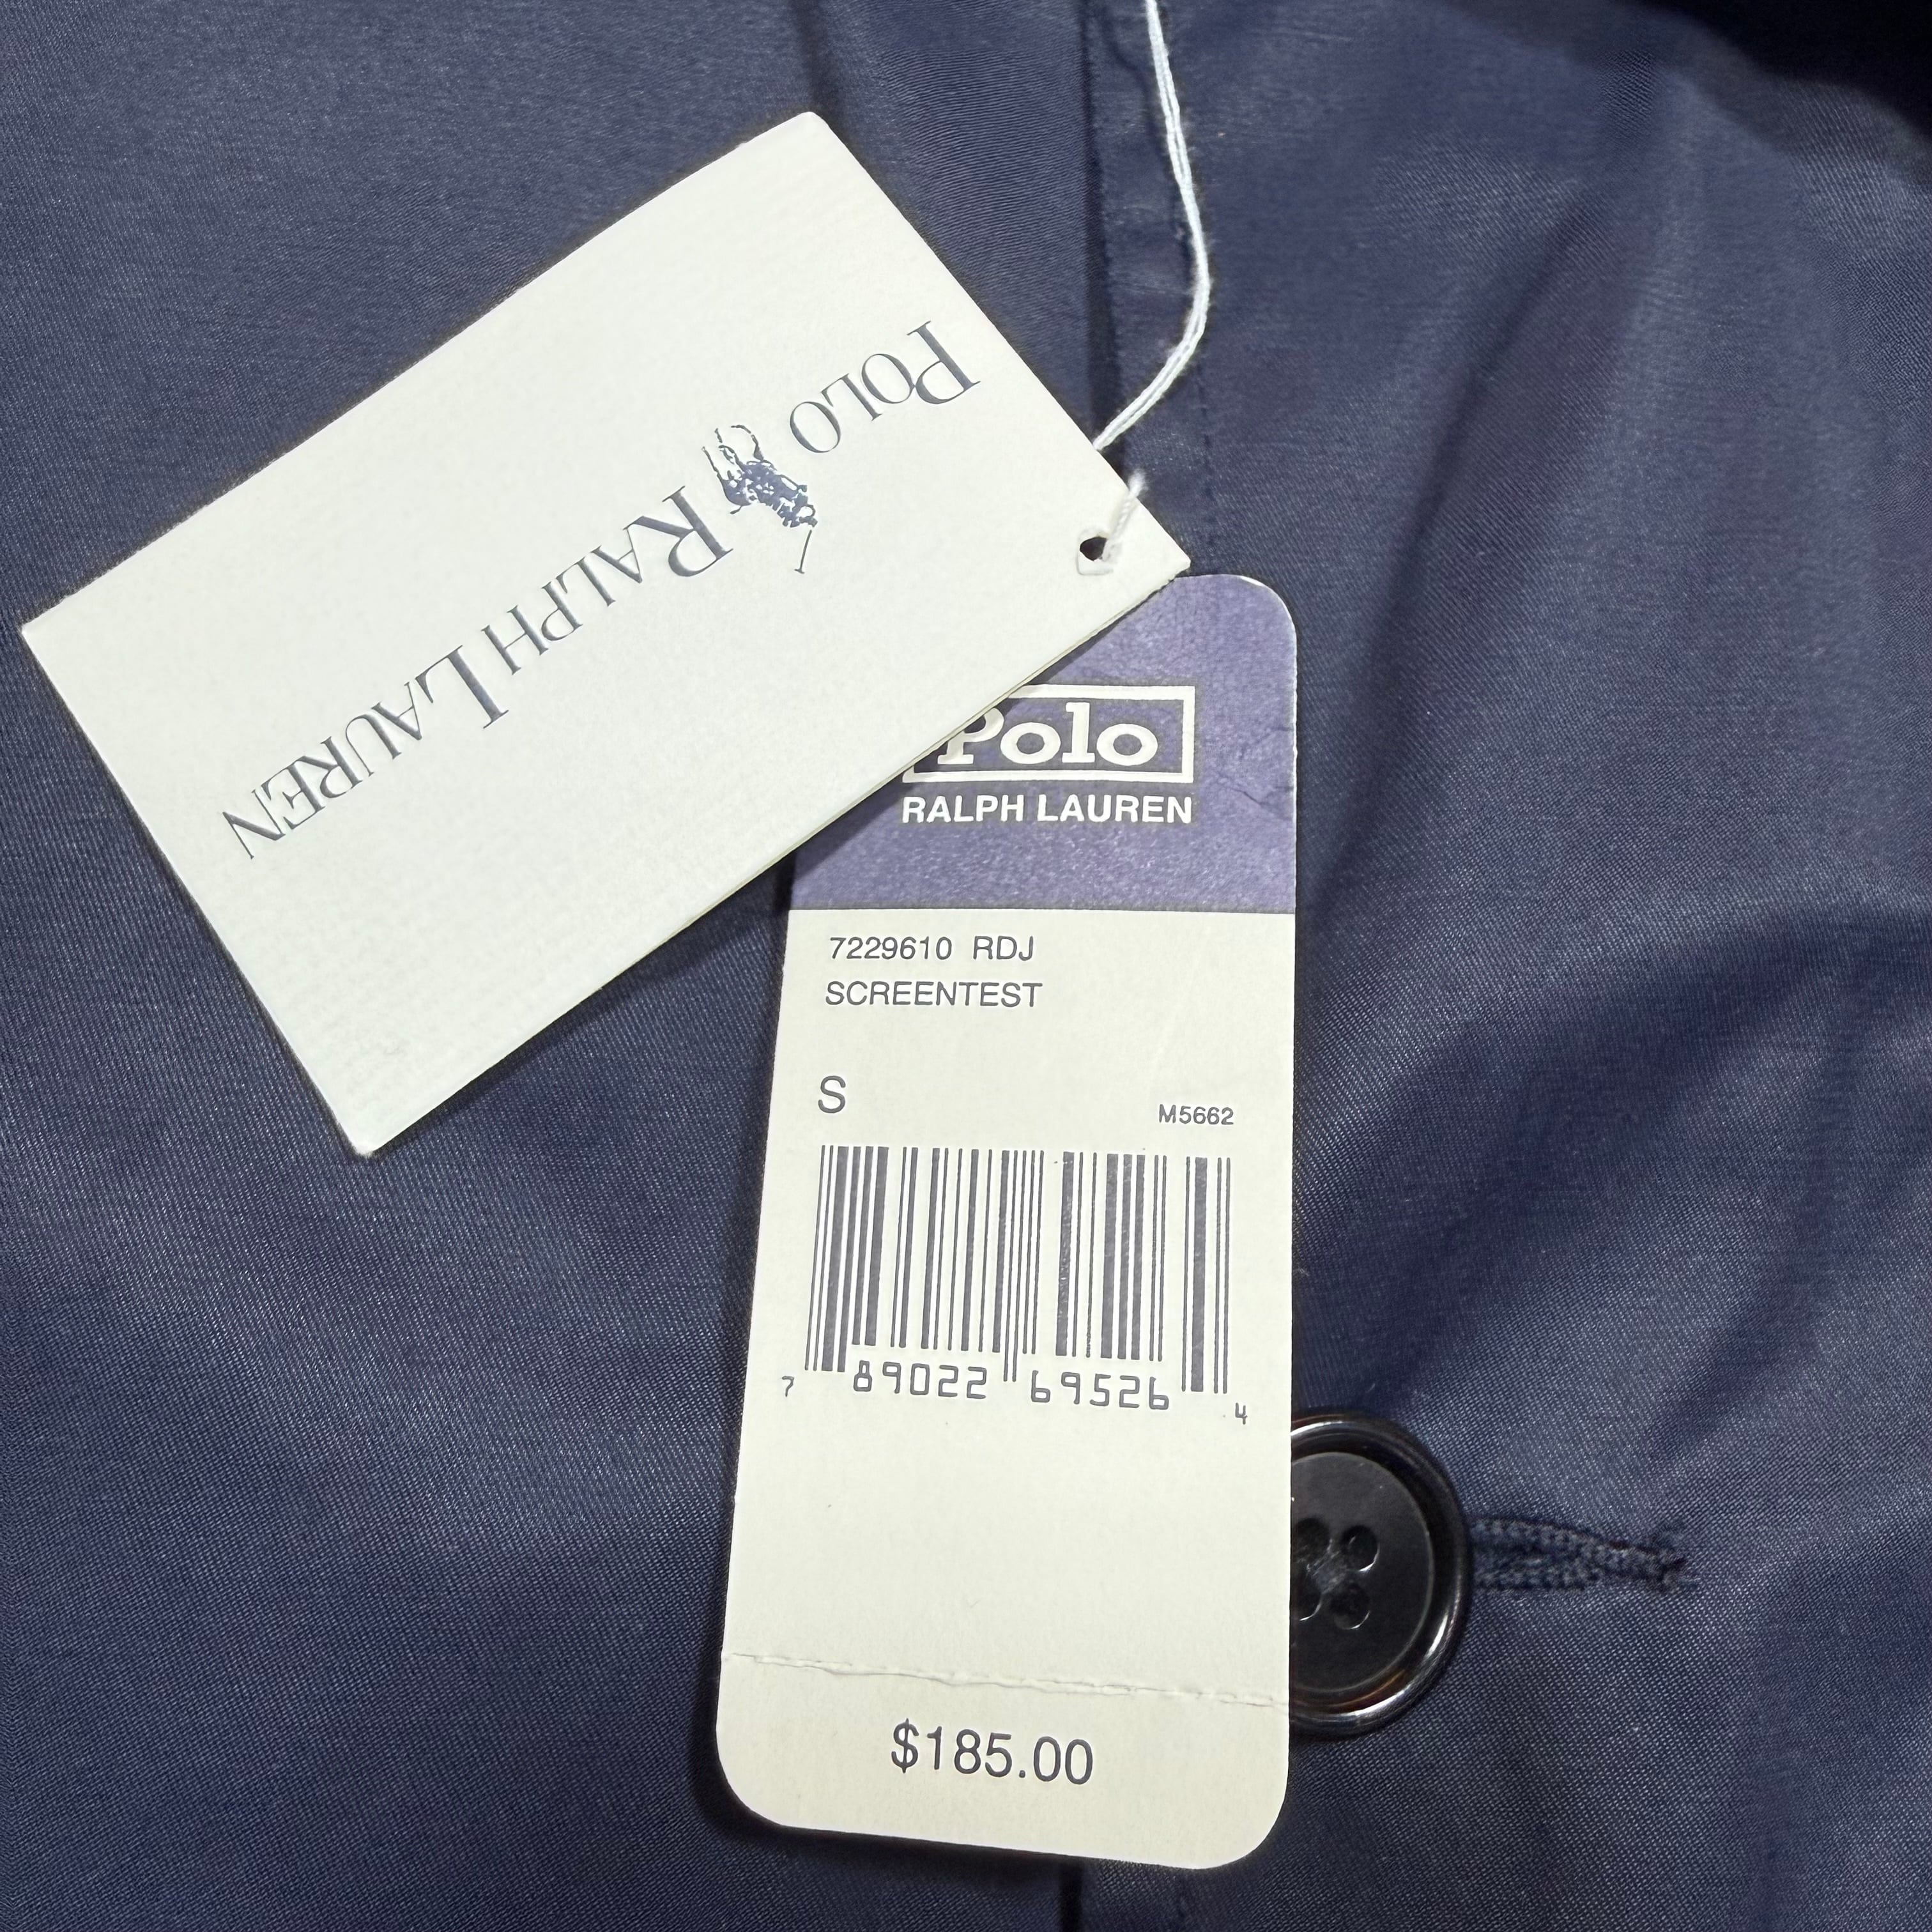 POLO RALPH LAUREN
Polo
RALPH LAUREN
7229610 RDJ
SCREENTEST
S
M5662
7 89022 69526 4
$185.00